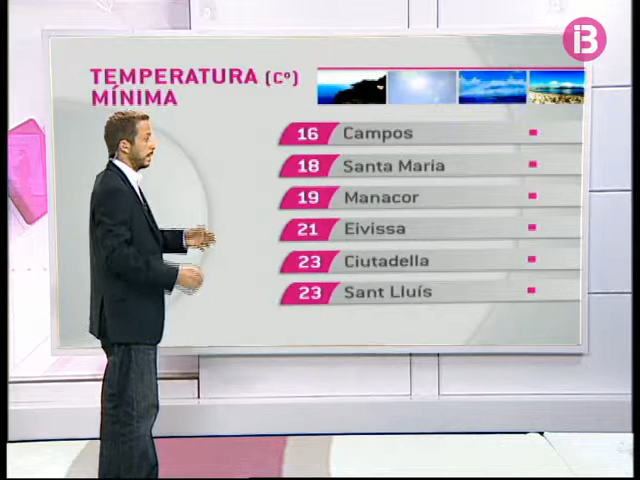 IB
TEMPERATURA (Cº)
MÍNIMA
16 Campos
18 Santa Maria
19 Manacor
21 Eivissa
23 Ciutadella
23 Sant Lluís